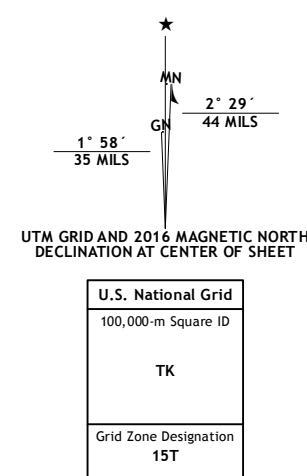 MN
GN
2° 29´
44 MILS
1° 58´
35 MILS
UTM GRID AND 2016 MAGNETIC NORTH
DECLINATION AT CENTER OF SHEET
U.S. National Grid
100,000-m Square ID
TK
Grid Zone Designation
15T